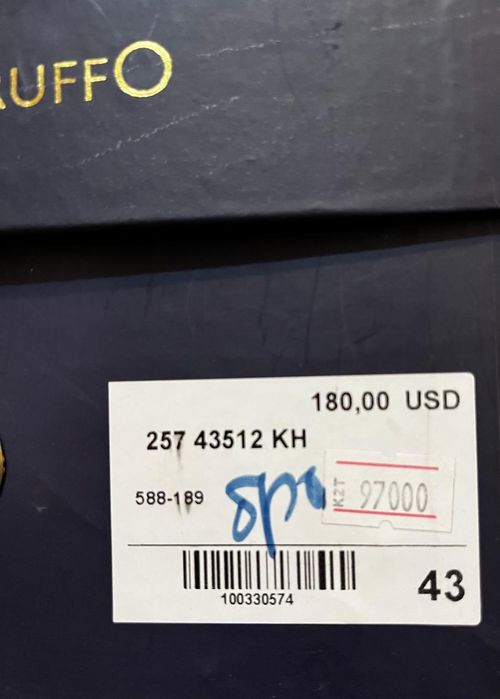 RUFFO
180,00 USD
257 43512 KH
588-189
KZT 97000
100330574
43